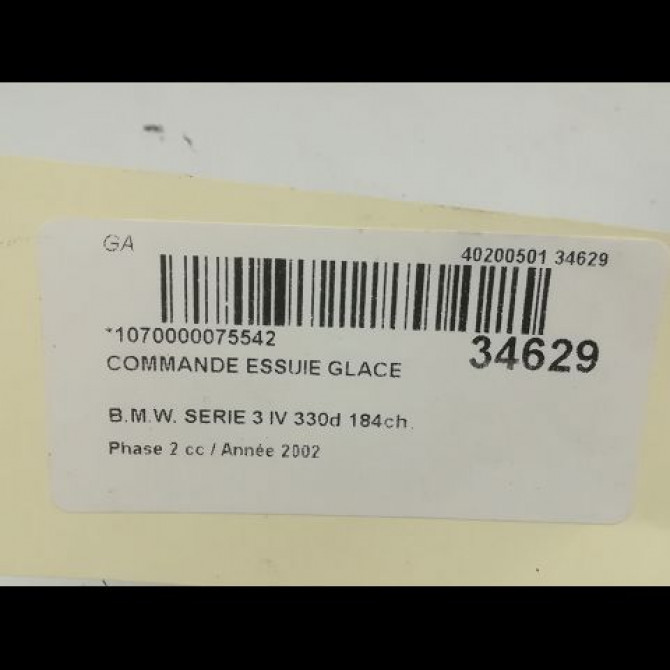 GA
40200501 34629
*1070000075542
34629
COMMANDE ESSUIE GLACE
B.M.W. SERIE 3 IV 330d 184ch.
Phase 2 cc / Année 2002